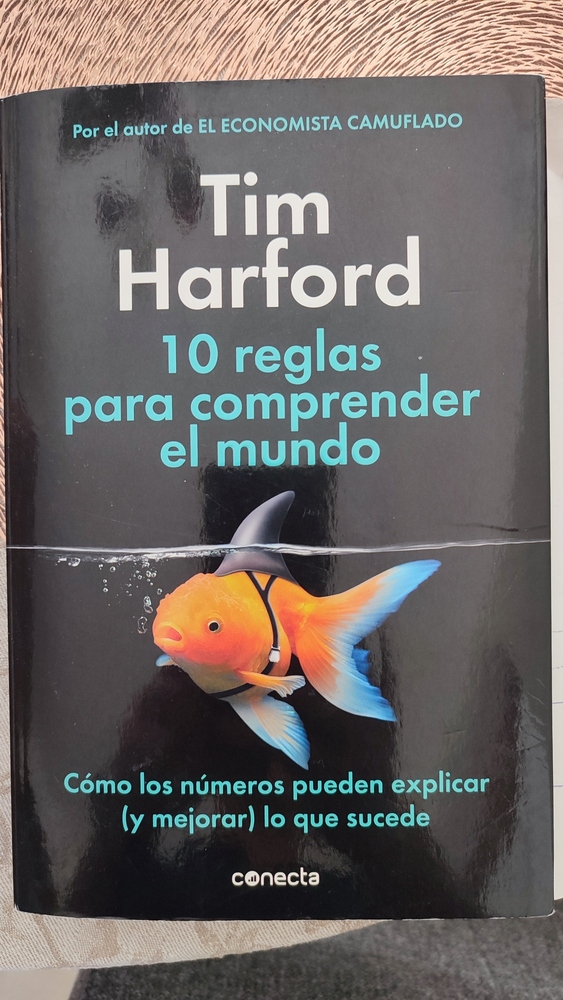 Por el autor de EL ECONOMISTA CAMUFLADO
Tim
Harford
10 reglas
para comprender
el mundo
Cómo los números pueden explicar
(y mejorar) lo que sucede
conecta